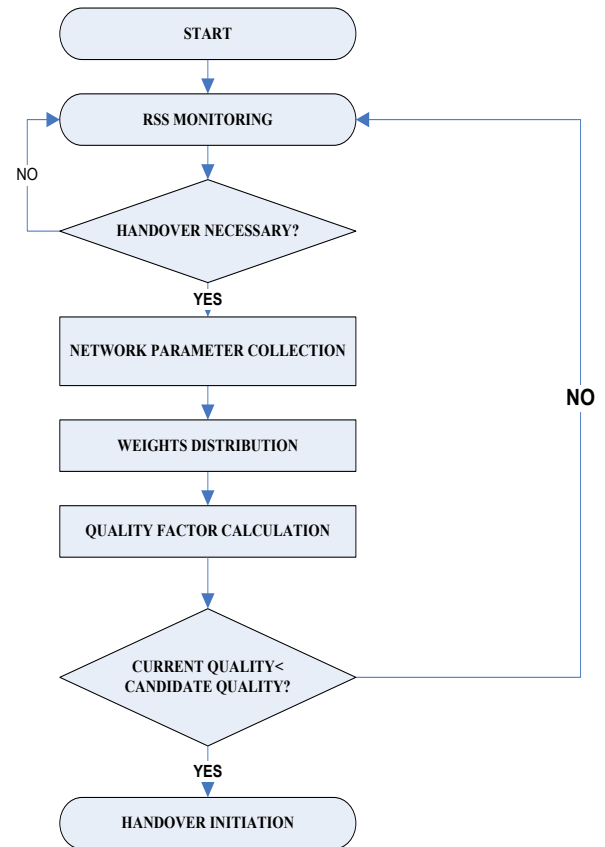 START
RSS MONITORING
NO
HANDOVER NECESSARY?
YES
NETWORK PARAMETER COLLECTION
WEIGHTS DISTRIBUTION
NO
QUALITY FACTOR CALCULATION
CURRENT QUALITY<
CANDIDATE QUALITY?
YES
HANDOVER INITIATION